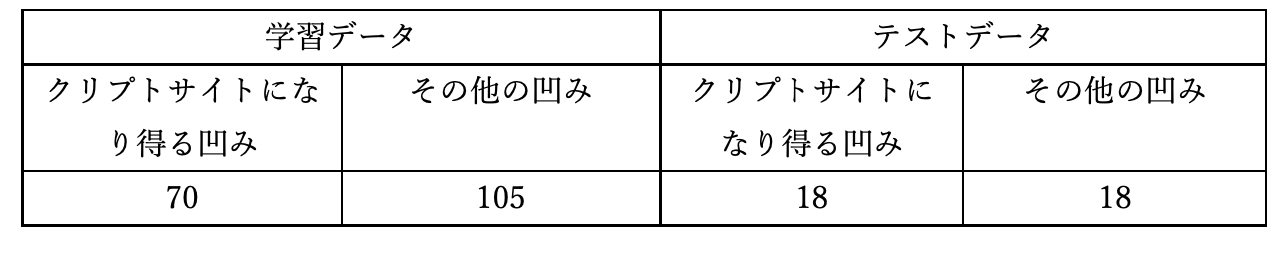 学習データ
テストデータ
クリプトサイトにな
り得る凹み
その他の凹み
クリプトサイトに
なり得る凹み
その他の凹み
70
105
18
18